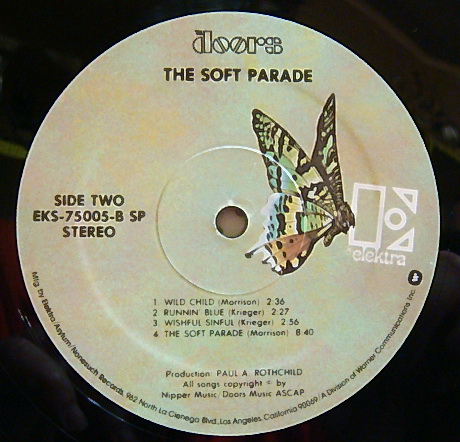 the doors
THE SOFT PARADE
SIDE TWO
EKS-75005-B SP
STEREO
elektra
1 WILD CHILD (Morrison) 2:36
2 RUNNIN' BLUE (Krieger) 2:27
3 WISHFUL SINFUL (Krieger) 2:56
4 THE SOFT PARADE (Morrison) 8:40
Production: PAUL A. ROTHCHILD
All songs copyright © by
Nipper Music Doors Music ASCAP
Mfg. by Elektra/Asylum/Nonesuch Records, 962 North La Cienega Blvd., Los Angeles, California 90069 / A Division of Warner Communications Inc.